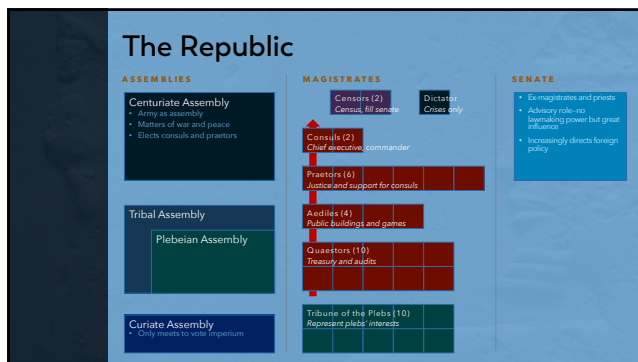 The Republic
ASSEMBLIES
Centuriate Assembly
• Army as assembly
• Matters of war and peace
• Elects consuls and praetors
Tribal Assembly
Plebeian Assembly
Curiate Assembly
• Only meets to vote imperium
MAGISTRATES
Censors (2)
Census, fill senate
Dictator
Crises only
Consuls (2)
Chief executive, commander
Praetors (6)
Justice and support for consuls
Aediles (4)
Public buildings and games
Quaestors (10)
Treasury and audits
Tribune of the Plebs (10)
Represent plebs' interests
SENATE
• Ex-magistrates and priests
• Advisory role–no
lawmaking power but great
influence
• Increasingly directs foreign
policy